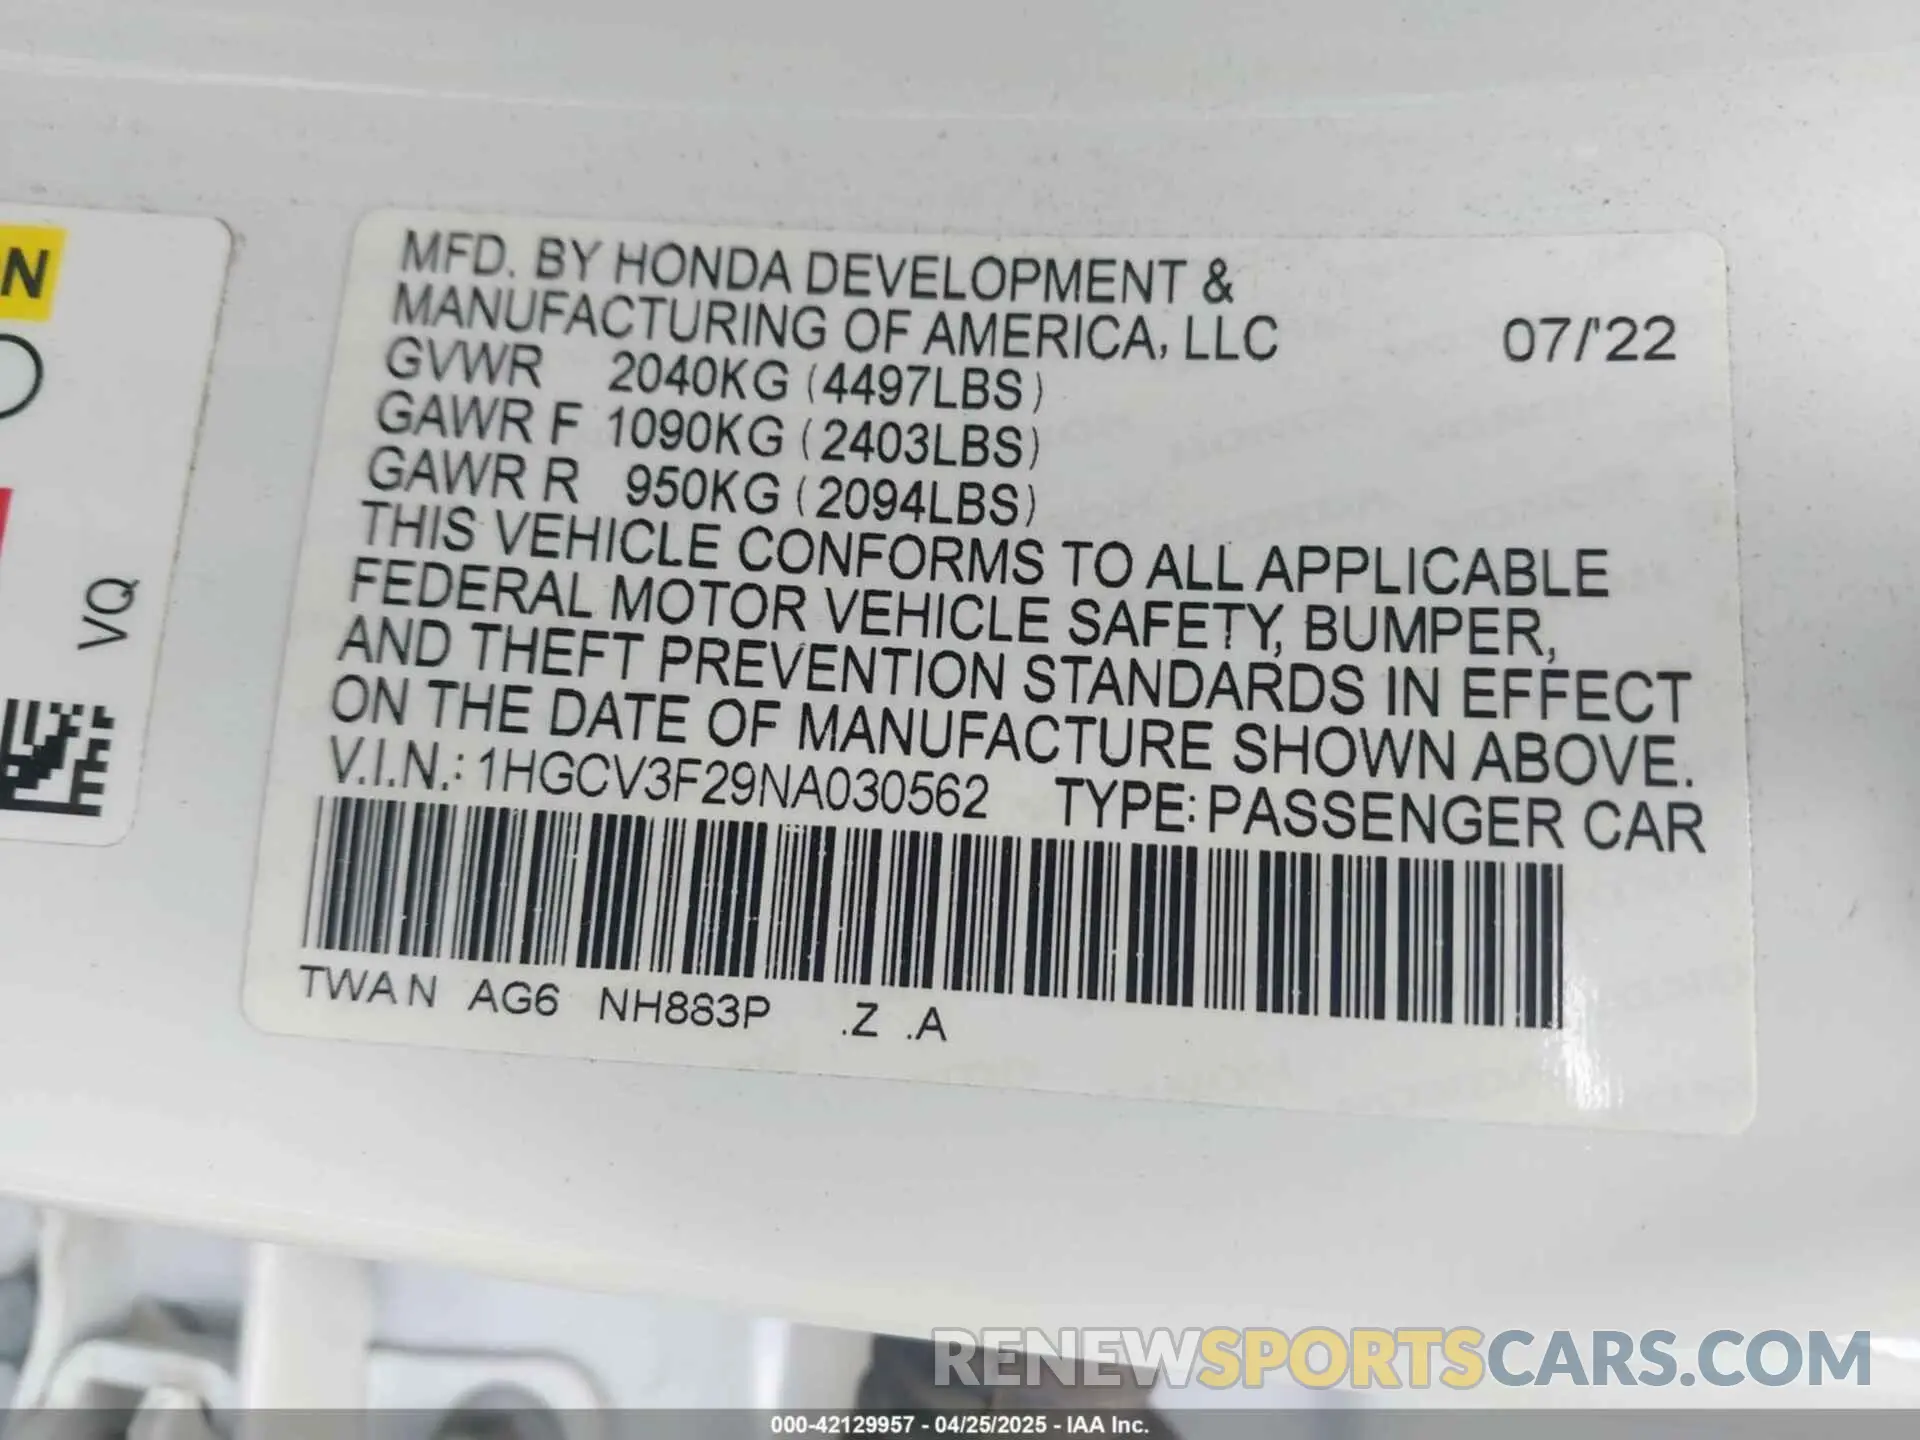 N
VQ
MFD. BY HONDA DEVELOPMENT &
MANUFACTURING OF AMERICA, LLC 07/'22
GVWR 2040KG (4497LBS)
GAWR F 1090KG (2403LBS)
GAWR R 950KG (2094LBS)
THIS VEHICLE CONFORMS TO ALL APPLICABLE
FEDERAL MOTOR VEHICLE SAFETY, BUMPER,
AND THEFT PREVENTION STANDARDS IN EFFECT
ON THE DATE OF MANUFACTURE SHOWN ABOVE.
V.I.N.: 1HGCV3F29NA030562 TYPE: PASSENGER CAR
TWAN AG6 NH883P .Z .A
RENEWSPORTSCARS.COM
000-42129957 - 04/25/2025 - IAA Inc.